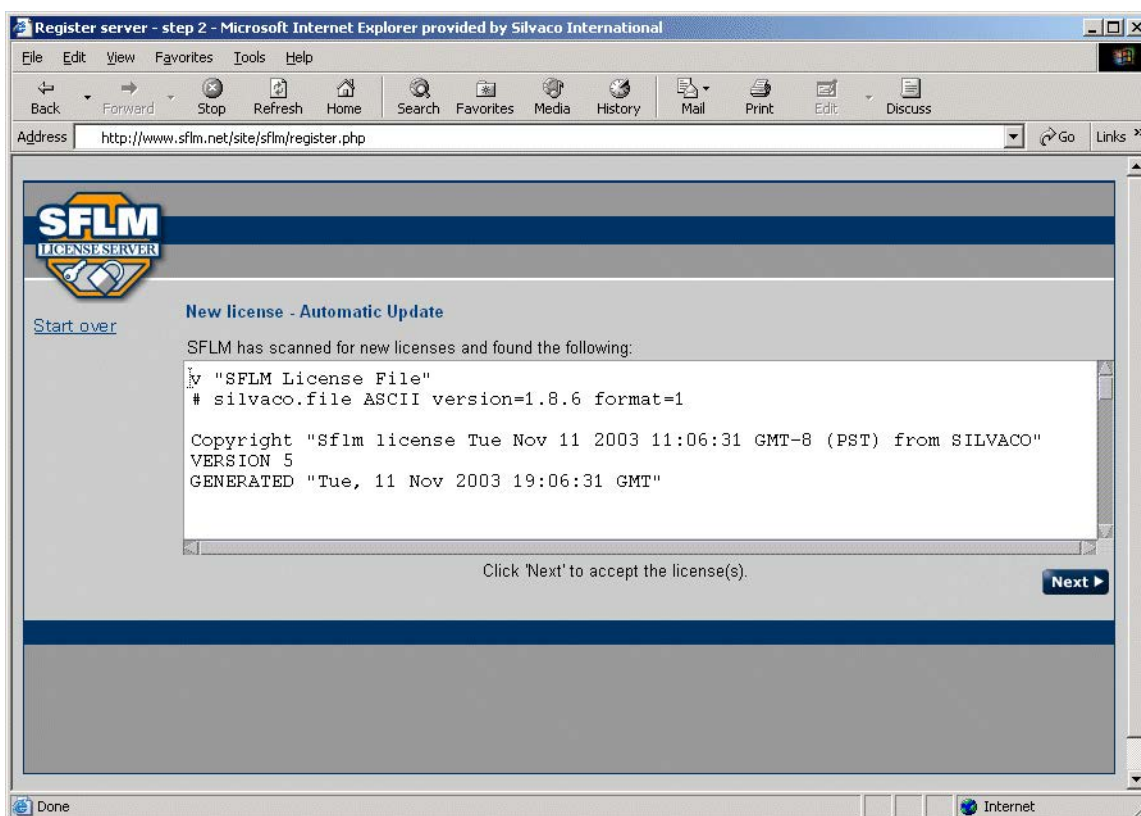 Register server - step 2 - Microsoft Internet Explorer provided by Silvaco International
File Edit View Favorites Tools Help
Back Forward Stop Refresh Home Search Favorites Media History Mail Print Edit Discuss
Address http://www.sflm.net/site/sflm/register.php Go Links »
SFLM
LICENSE SERVER
Start over
New license - Automatic Update
SFLM has scanned for new licenses and found the following:
v "SFLM License File"
# silvaco.file ASCII version=1.8.6 format=1
Copyright "Sflm license Tue Nov 11 2003 11:06:31 GMT-8 (PST) from SILVACO"
VERSION 5
GENERATED "Tue, 11 Nov 2003 19:06:31 GMT"
Click 'Next' to accept the license(s).
Next
Done Internet